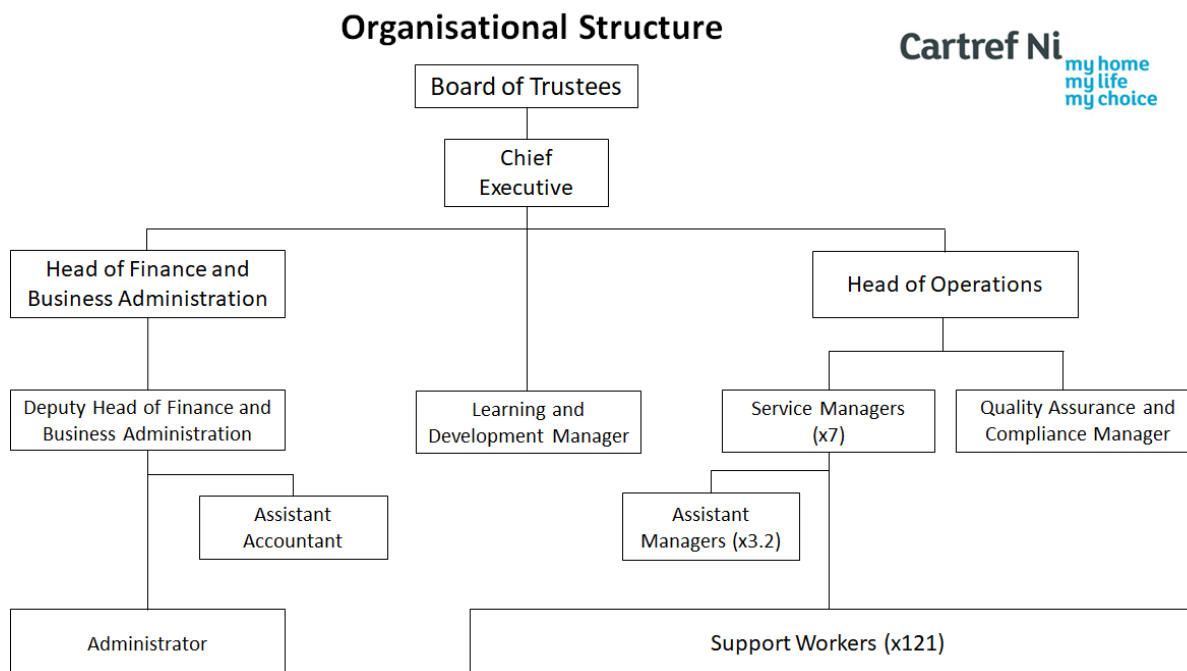 Organisational Structure
Cartref Ni
my home
my life
my choice
Board of Trustees
Chief
Executive
Head of Finance and
Business Administration
Head of Operations
Deputy Head of Finance and
Business Administration
Learning and
Development Manager
Service Managers
(x7)
Quality Assurance and
Compliance Manager
Assistant
Accountant
Assistant
Managers (x3.2)
Administrator
Support Workers (x121)